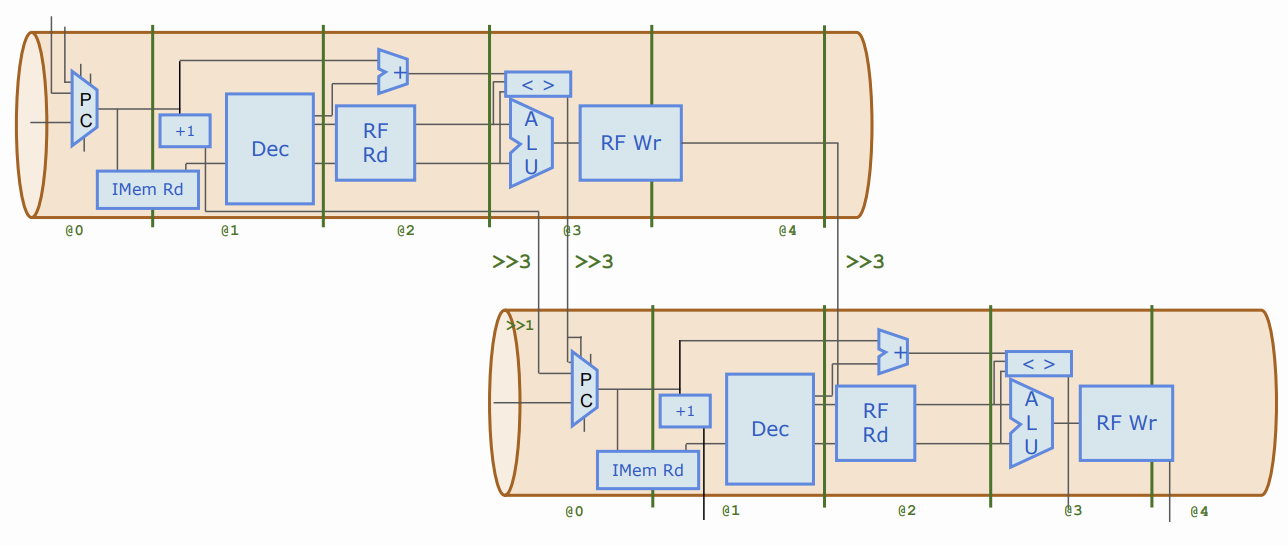 P
C
+1
IMem Rd
Dec
RF
Rd
+
< >
A
L
U
RF Wr
@0
@1
@2
@3
@4
>>3
>>3
>>3
>>1
P
C
+1
IMem Rd
Dec
RF
Rd
+
< >
A
L
U
RF Wr
@0
@1
@2
@3
@4